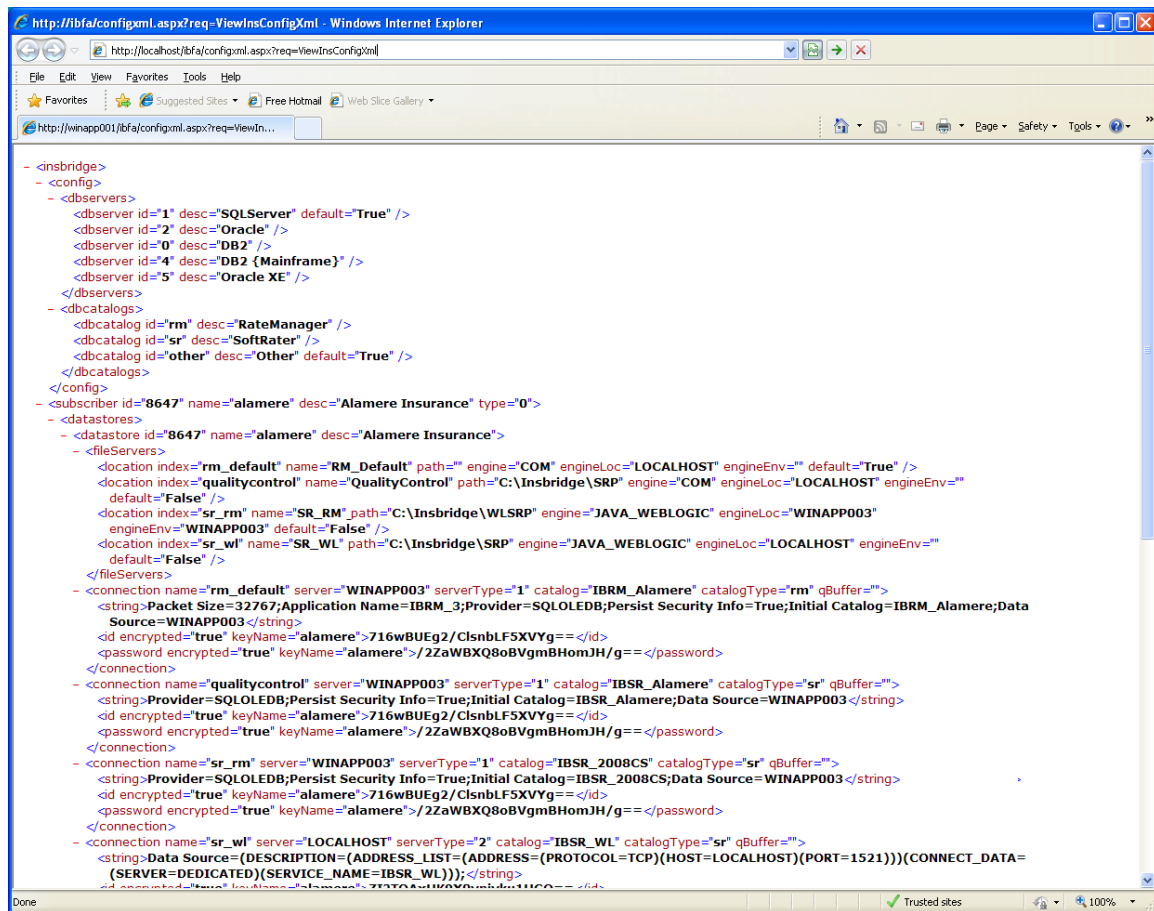 http://ibfa/configxml.aspx?req=ViewInsConfigXml - Windows Internet Explorer
http://localhost/ibfa/configxml.aspx?req=ViewInsConfigXml
File Edit View Favorites Tools Help
Favorites Suggested Sites Free Hotmail Web Slice Gallery
http://winapp001/ibfa/configxml.aspx?req=ViewIn... Page Safety Tools »
- <insbridge>
- <config>
- <dbservers>
<dbserver id="1" desc="SQLServer" default="True" />
<dbserver id="2" desc="Oracle" />
<dbserver id="0" desc="DB2" />
<dbserver id="4" desc="DB2 {Mainframe}" />
<dbserver id="5" desc="Oracle XE" />
</dbservers>
- <dbcatalogs>
<dbcatalog id="rm" desc="RateManager" />
<dbcatalog id="sr" desc="SoftRater" />
<dbcatalog id="other" desc="Other" default="True" />
</dbcatalogs>
</config>
- <subscriber id="8647" name="alamere" desc="Alamere Insurance" type="0">
- <datastores>
- <datastore id="8647" name="alamere" desc="Alamere Insurance">
- <fileServers>
<location index="rm_default" name="RM_Default" path="" engine="COM" engineLoc="LOCALHOST" engineEnv="" default="True" />
<location index="qualitycontrol" name="QualityControl" path="C:\Insbridge\SRP" engine="COM" engineLoc="LOCALHOST" engineEnv=""
default="False" />
<location index="sr_rm" name="SR_RM" path="C:\Insbridge\WLSRP" engine="JAVA_WEBLOGIC" engineLoc="WINAPP003"
engineEnv="WINAPP003" default="False" />
<location index="sr_wl" name="SR_WL" path="C:\Insbridge\SRP" engine="JAVA_WEBLOGIC" engineLoc="LOCALHOST" engineEnv=""
default="False" />
</fileServers>
- <connection name="rm_default" server="WINAPP003" serverType="1" catalog="IBRM_Alamere" catalogType="rm" qBuffer="">
<string>Packet Size=32767;Application Name=IBRM_3;Provider=SQLOLEDB;Persist Security Info=True;Initial Catalog=IBRM_Alamere;Data
Source=WINAPP003</string>
<id encrypted="true" keyName="alamere">716wBUEg2/ClsnbLF5XVYg==</id>
<password encrypted="true" keyName="alamere">/2ZaWBXQ8oBVgmBHomJH/g==</password>
</connection>
- <connection name="qualitycontrol" server="WINAPP003" serverType="1" catalog="IBSR_Alamere" catalogType="sr" qBuffer="">
<string>Provider=SQLOLEDB;Persist Security Info=True;Initial Catalog=IBSR_Alamere;Data Source=WINAPP003</string>
<id encrypted="true" keyName="alamere">716wBUEg2/ClsnbLF5XVYg==</id>
<password encrypted="true" keyName="alamere">/2ZaWBXQ8oBVgmBHomJH/g==</password>
</connection>
- <connection name="sr_rm" server="WINAPP003" serverType="1" catalog="IBSR_2008CS" catalogType="sr" qBuffer="">
<string>Provider=SQLOLEDB;Persist Security Info=True;Initial Catalog=IBSR_2008CS;Data Source=WINAPP003</string>
<id encrypted="true" keyName="alamere">716wBUEg2/ClsnbLF5XVYg==</id>
<password encrypted="true" keyName="alamere">/2ZaWBXQ8oBVgmBHomJH/g==</password>
</connection>
- <connection name="sr_wl" server="LOCALHOST" serverType="2" catalog="IBSR_WL" catalogType="sr" qBuffer="">
<string>Data Source=(DESCRIPTION=(ADDRESS_LIST=(ADDRESS=(PROTOCOL=TCP)(HOST=LOCALHOST)(PORT=1521)))(CONNECT_DATA=
(SERVER=DEDICATED)(SERVICE_NAME=IBSR_WL)));</string>
Done Trusted sites 100%